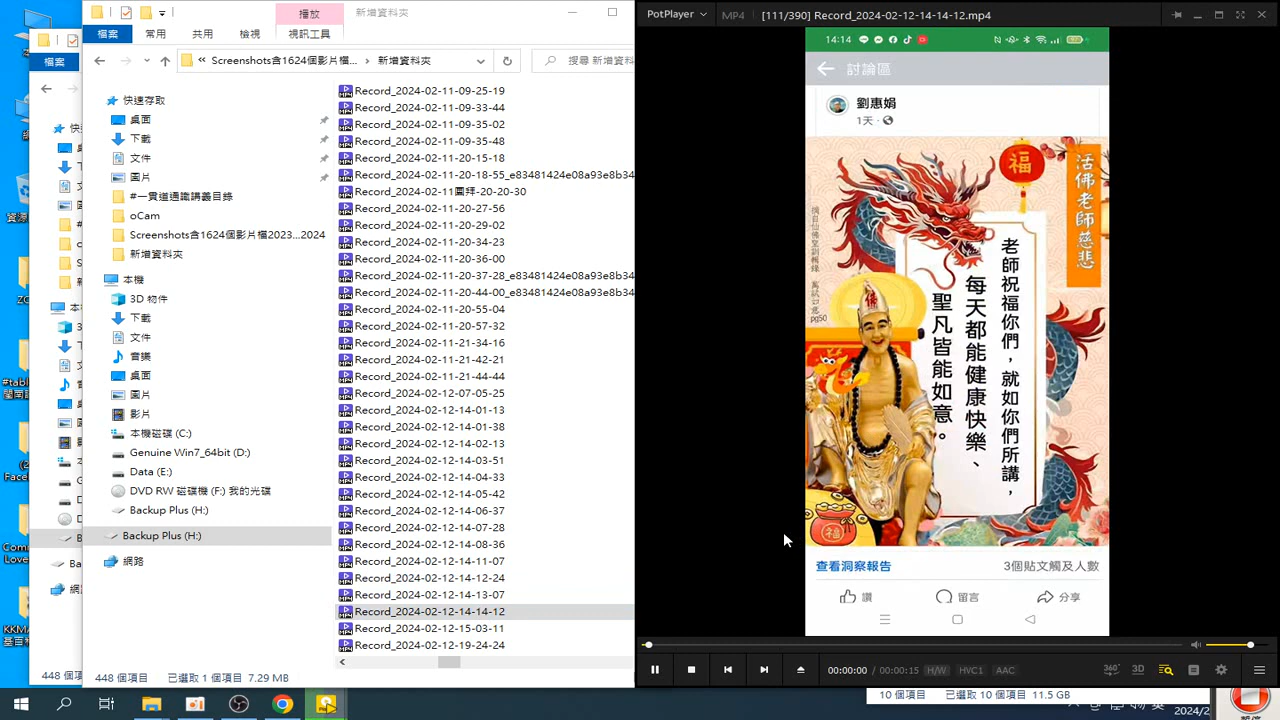 播放
新增資料夾
檔案
常用
共用
檢視
視訊工具
檔案
Screenshots含1624個影片檔... › 新增資料夾
搜尋 新增資料
快速存取
桌面
下載
文件
圖片
#一貫道通識講義目錄
oCam
Screenshots含1624個影片檔2023...2024
新增資料夾
本機
3D 物件
下載
文件
音樂
桌面
圖片
影片
本機磁碟 (C:)
Genuine Win7_64bit (D:)
Data (E:)
DVD RW 磁碟機 (F:) 我的光碟
Backup Plus (H:)
Backup Plus (H:)
網路
Record_2024-02-11-09-25-19
Record_2024-02-11-09-33-44
Record_2024-02-11-09-35-02
Record_2024-02-11-09-35-48
Record_2024-02-11-20-15-18
Record_2024-02-11-20-18-55_e83481424e08a93e8b34
Record_2024-02-11團拜-20-20-30
Record_2024-02-11-20-27-56
Record_2024-02-11-20-29-02
Record_2024-02-11-20-34-23
Record_2024-02-11-20-36-00
Record_2024-02-11-20-37-28_e83481424e08a93e8b34
Record_2024-02-11-20-44-00_e83481424e08a93e8b34
Record_2024-02-11-20-55-04
Record_2024-02-11-20-57-32
Record_2024-02-11-21-34-16
Record_2024-02-11-21-42-21
Record_2024-02-11-21-44-44
Record_2024-02-12-07-05-25
Record_2024-02-12-14-01-13
Record_2024-02-12-14-01-38
Record_2024-02-12-14-02-13
Record_2024-02-12-14-03-51
Record_2024-02-12-14-04-33
Record_2024-02-12-14-05-42
Record_2024-02-12-14-06-37
Record_2024-02-12-14-07-28
Record_2024-02-12-14-08-36
Record_2024-02-12-14-11-07
Record_2024-02-12-14-12-24
Record_2024-02-12-14-13-07
Record_2024-02-12-14-14-12
Record_2024-02-12-15-03-11
Record_2024-02-12-19-24-24
448 個項
448 個項目
已選取 1 個項目 7.29 MB
PotPlayer
MP4
[111/390] Record_2024-02-12-14-14-12.mp4
14:14
討論區
劉惠娟
1天
福
活佛老師慈悲
老師祝福你們，就如你們所講，
每天都能健康快樂、
聖凡皆能如意。
佛
福
查看洞察報告
3個貼文觸及人數
讚
留言
分享
00:00:00 / 00:00:15
H/W
HVC1
AAC
360°
3D
10 個項目
已選取 10 個項目 11.5 GB
2024/2